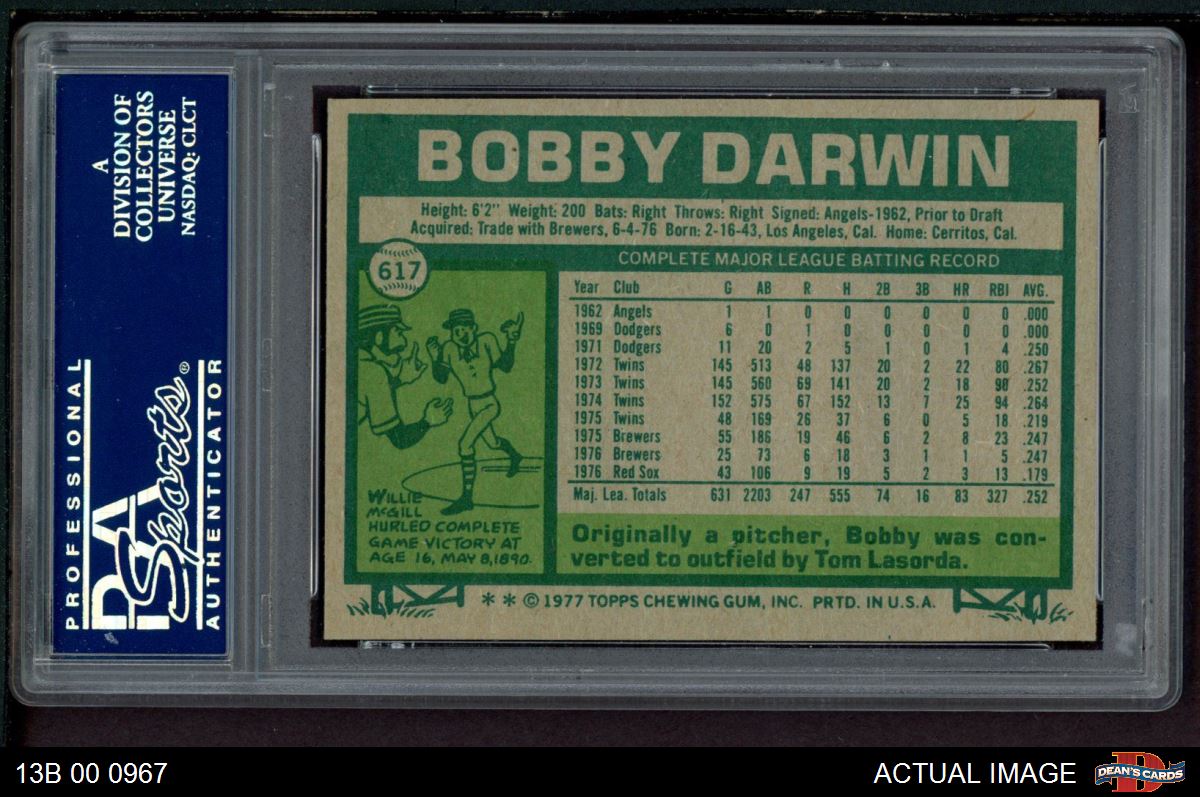 A
DIVISION OF
COLLECTORS
UNIVERSE
NASDAQ: CLCT
PROFESSIONAL
PSA
Sports®
AUTHENTICATOR
BOBBY DARWIN
Height: 6'2" Weight: 200 Bats: Right Throws: Right Signed: Angels-1962, Prior to Draft
Acquired: Trade with Brewers, 6-4-76 Born: 2-16-43, Los Angeles, Cal. Home: Cerritos, Cal.
617
COMPLETE MAJOR LEAGUE BATTING RECORD
Year Club G AB R H 2B 3B HR RBI AVG.
1962 Angels 1 1 0 0 0 0 0 0 .000
1969 Dodgers 6 0 1 0 0 0 0 0 .000
1971 Dodgers 11 20 2 5 1 0 1 4 .250
1972 Twins 145 513 48 137 20 2 22 80 .267
1973 Twins 145 560 69 141 20 2 18 90 .252
1974 Twins 152 575 67 152 13 7 25 94 .264
1975 Twins 48 169 26 37 6 0 5 18 .219
1975 Brewers 55 186 19 46 6 2 8 23 .247
1976 Brewers 25 73 6 18 3 1 1 5 .247
1976 Red Sox 43 106 9 19 5 2 3 13 .179
Maj. Lea. Totals 631 2203 247 555 74 16 83 327 .252
WILLIE
McGILL
HURLED COMPLETE
GAME VICTORY AT
AGE 16, MAY 8, 1890.
Originally a pitcher, Bobby was con-
verted to outfield by Tom Lasorda.
** © 1977 TOPPS CHEWING GUM, INC. PRTD. IN U.S.A.
13B 00 0967
ACTUAL IMAGE
D
DEAN'S CARDS